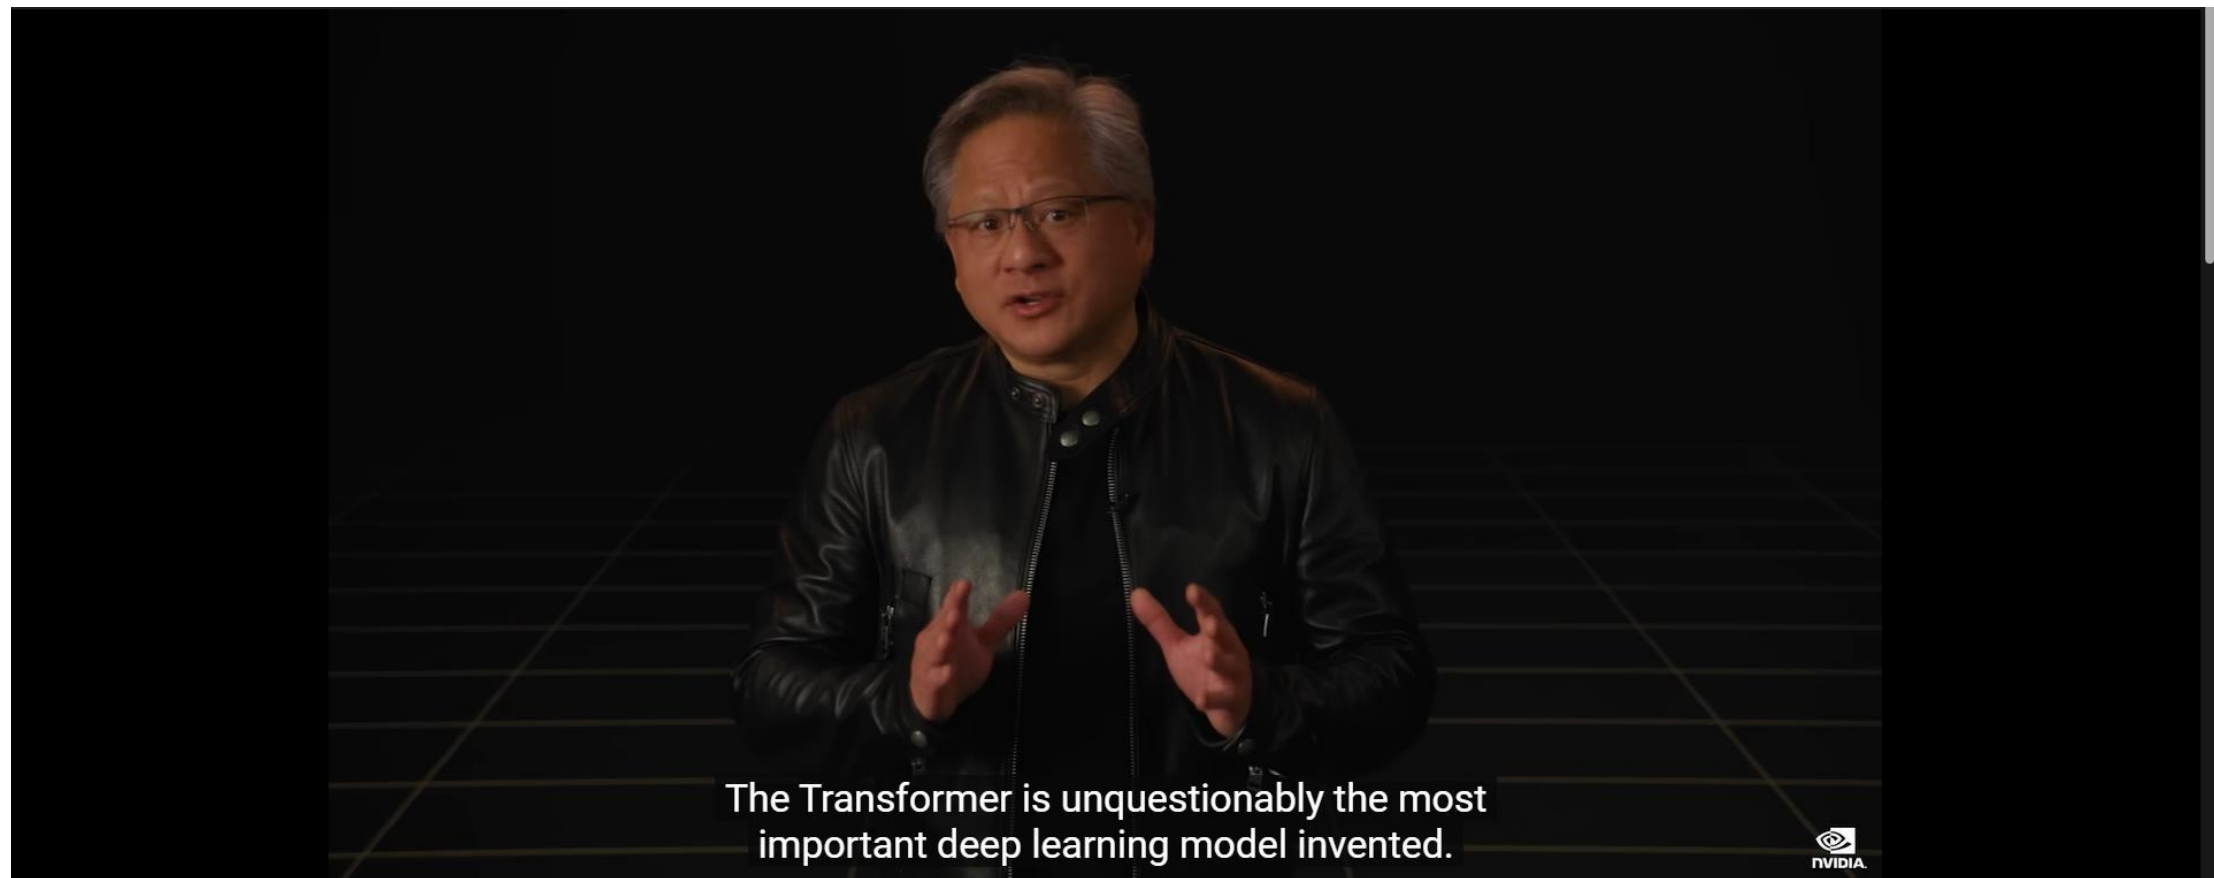 The Transformer is unquestionably the most
important deep learning model invented.
NVIDIA.